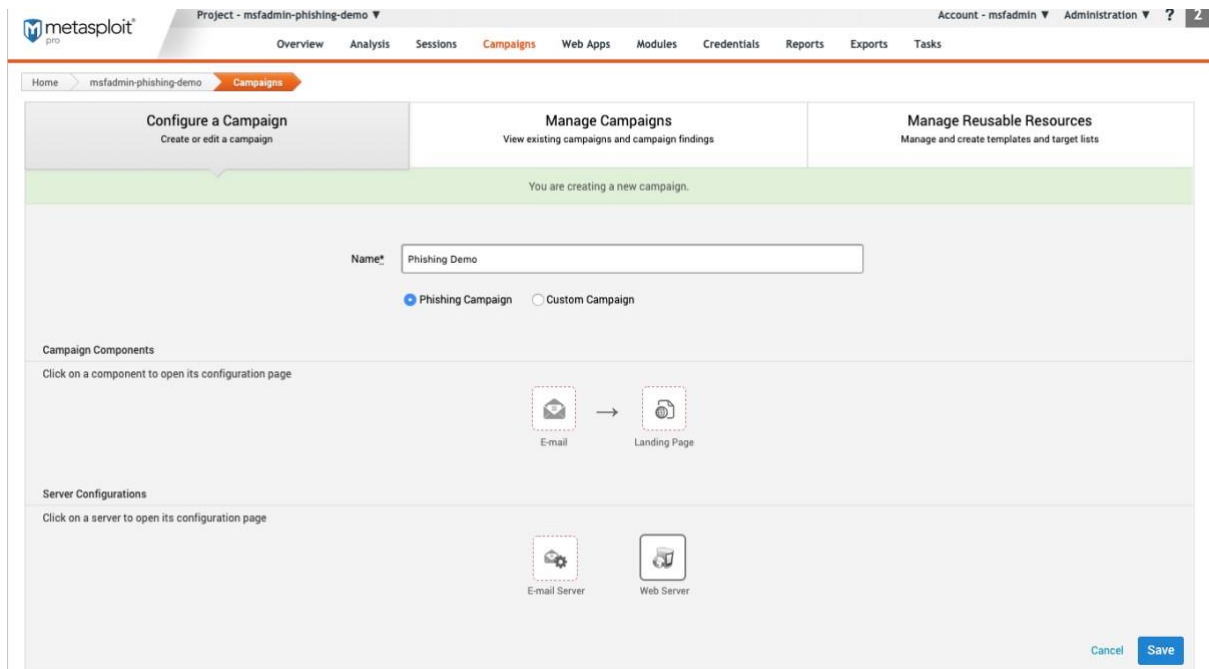 metasploit®
pro
Project - msfadmin-phishing-demo ▼
Account - msfadmin ▼ Administration ▼ ? 2
Overview Analysis Sessions Campaigns Web Apps Modules Credentials Reports Exports Tasks
Home msfadmin-phishing-demo Campaigns
Configure a Campaign
Create or edit a campaign
Manage Campaigns
View existing campaigns and campaign findings
Manage Reusable Resources
Manage and create templates and target lists
You are creating a new campaign.
Name* Phishing Demo
Phishing Campaign Custom Campaign
Campaign Components
Click on a component to open its configuration page
E-mail → Landing Page
Server Configurations
Click on a server to open its configuration page
E-mail Server Web Server
Cancel Save